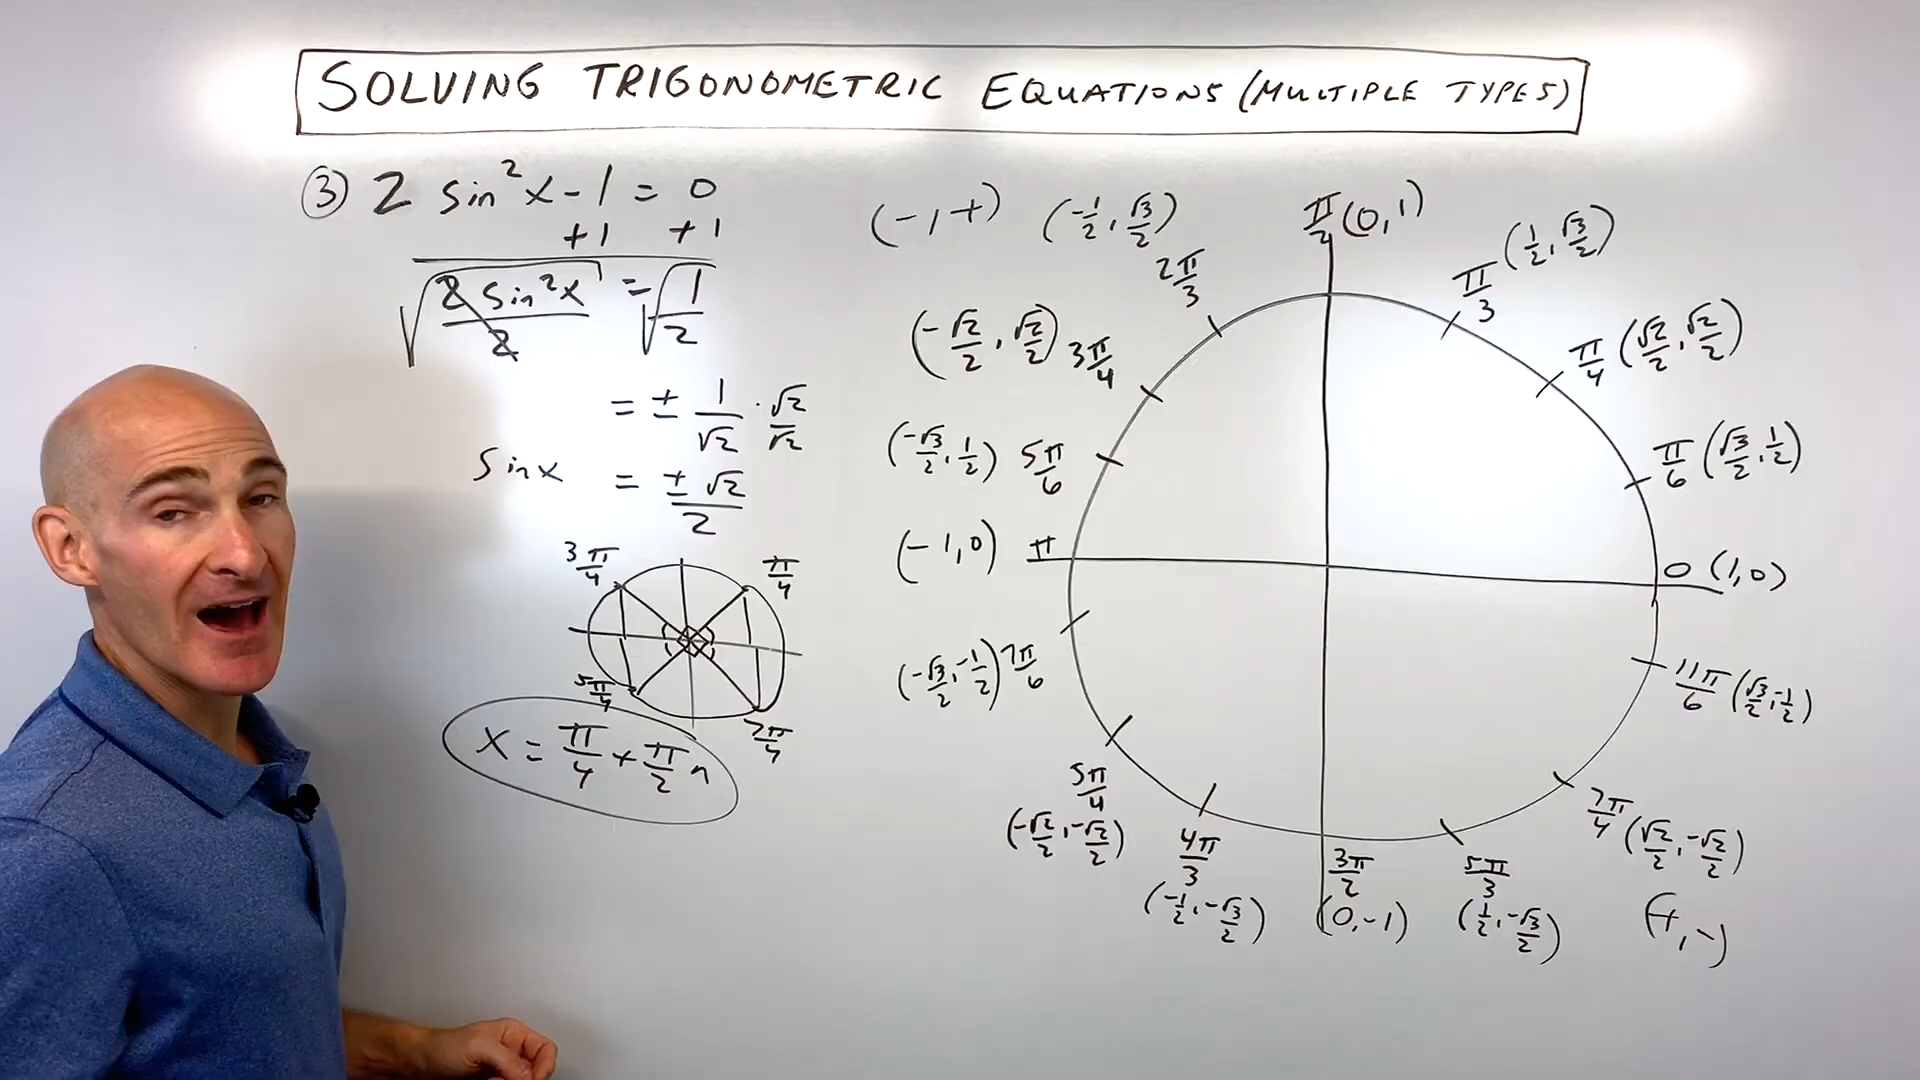 SOLVING TRIGONOMETRIC EQUATIONS (MULTIPLE TYPES)
③ 2 sin²x - 1 = 0
+1 +1
√(2 sin²x / 2) = √(1/2)
= ± 1/√2 · √2/√2
sin x = ±√2/2
3π/4 π/4
5π/4 7π/4
x = π/4 + π/2 n
(-, +)
(-1/2, √3/2) 2π/3
π/2 (0, 1)
π/3 (1/2, √3/2)
(-√2/2, √2/2) 3π/4
π/4 (√2/2, √2/2)
(-√3/2, 1/2) 5π/6
π/6 (√3/2, 1/2)
(-1, 0) π
0 (1, 0)
(-√3/2, -1/2) 7π/6
11π/6 (√3/2, -1/2)
5π/4 (-√2/2, -√2/2)
4π/3 (-1/2, -√3/2)
3π/2 (0, -1)
5π/3 (1/2, -√3/2)
7π/4 (√2/2, -√2/2)
(+, -)